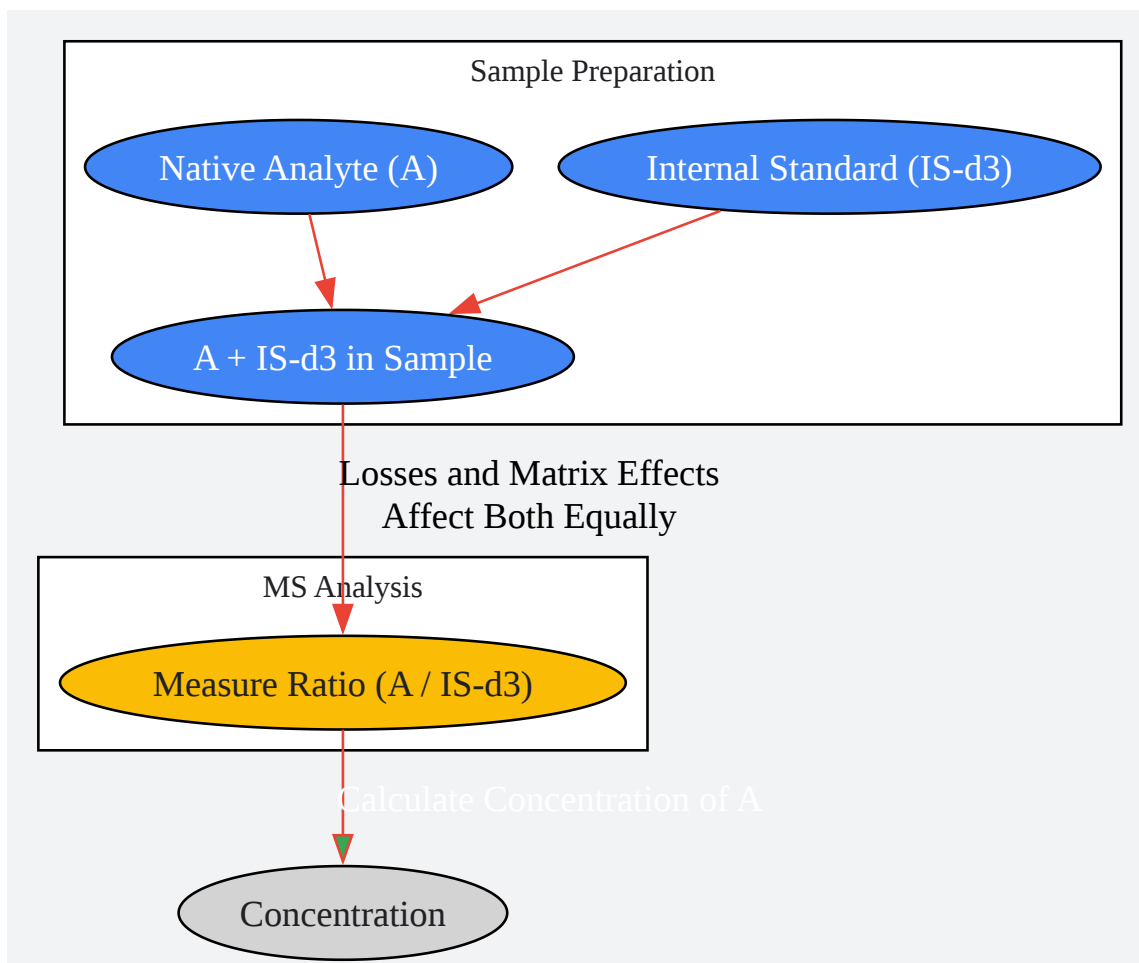 Sample Preparation
Native Analyte (A)
Internal Standard (IS-d3)
A + IS-d3 in Sample
Losses and Matrix Effects
Affect Both Equally
MS Analysis
Measure Ratio (A / IS-d3)
Calculate Concentration of A
Concentration